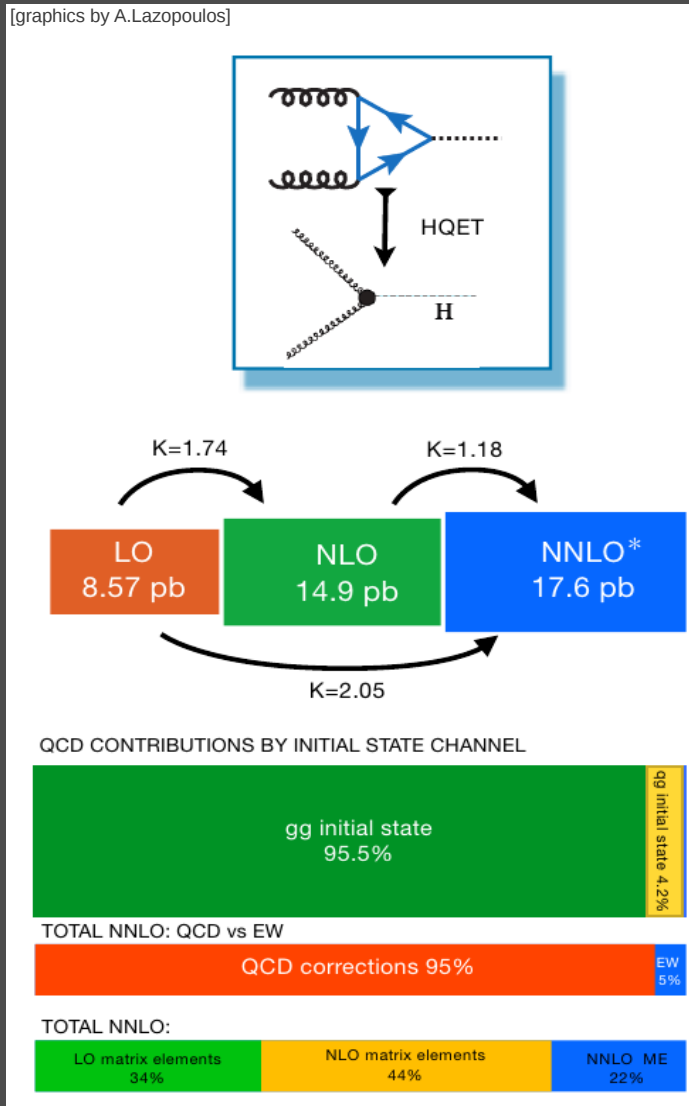 [graphics by A.Lazopoulos]
HQET
H
K=1.74
K=1.18
LO
8.57 pb
NLO
14.9 pb
NNLO*
17.6 pb
K=2.05
QCD CONTRIBUTIONS BY INITIAL STATE CHANNEL
gg initial state
95.5%
qg initial state 4.2%
TOTAL NNLO: QCD vs EW
QCD corrections 95%
EW
5%
TOTAL NNLO:
LO matrix elements
34%
NLO matrix elements
44%
NNLO ME
22%